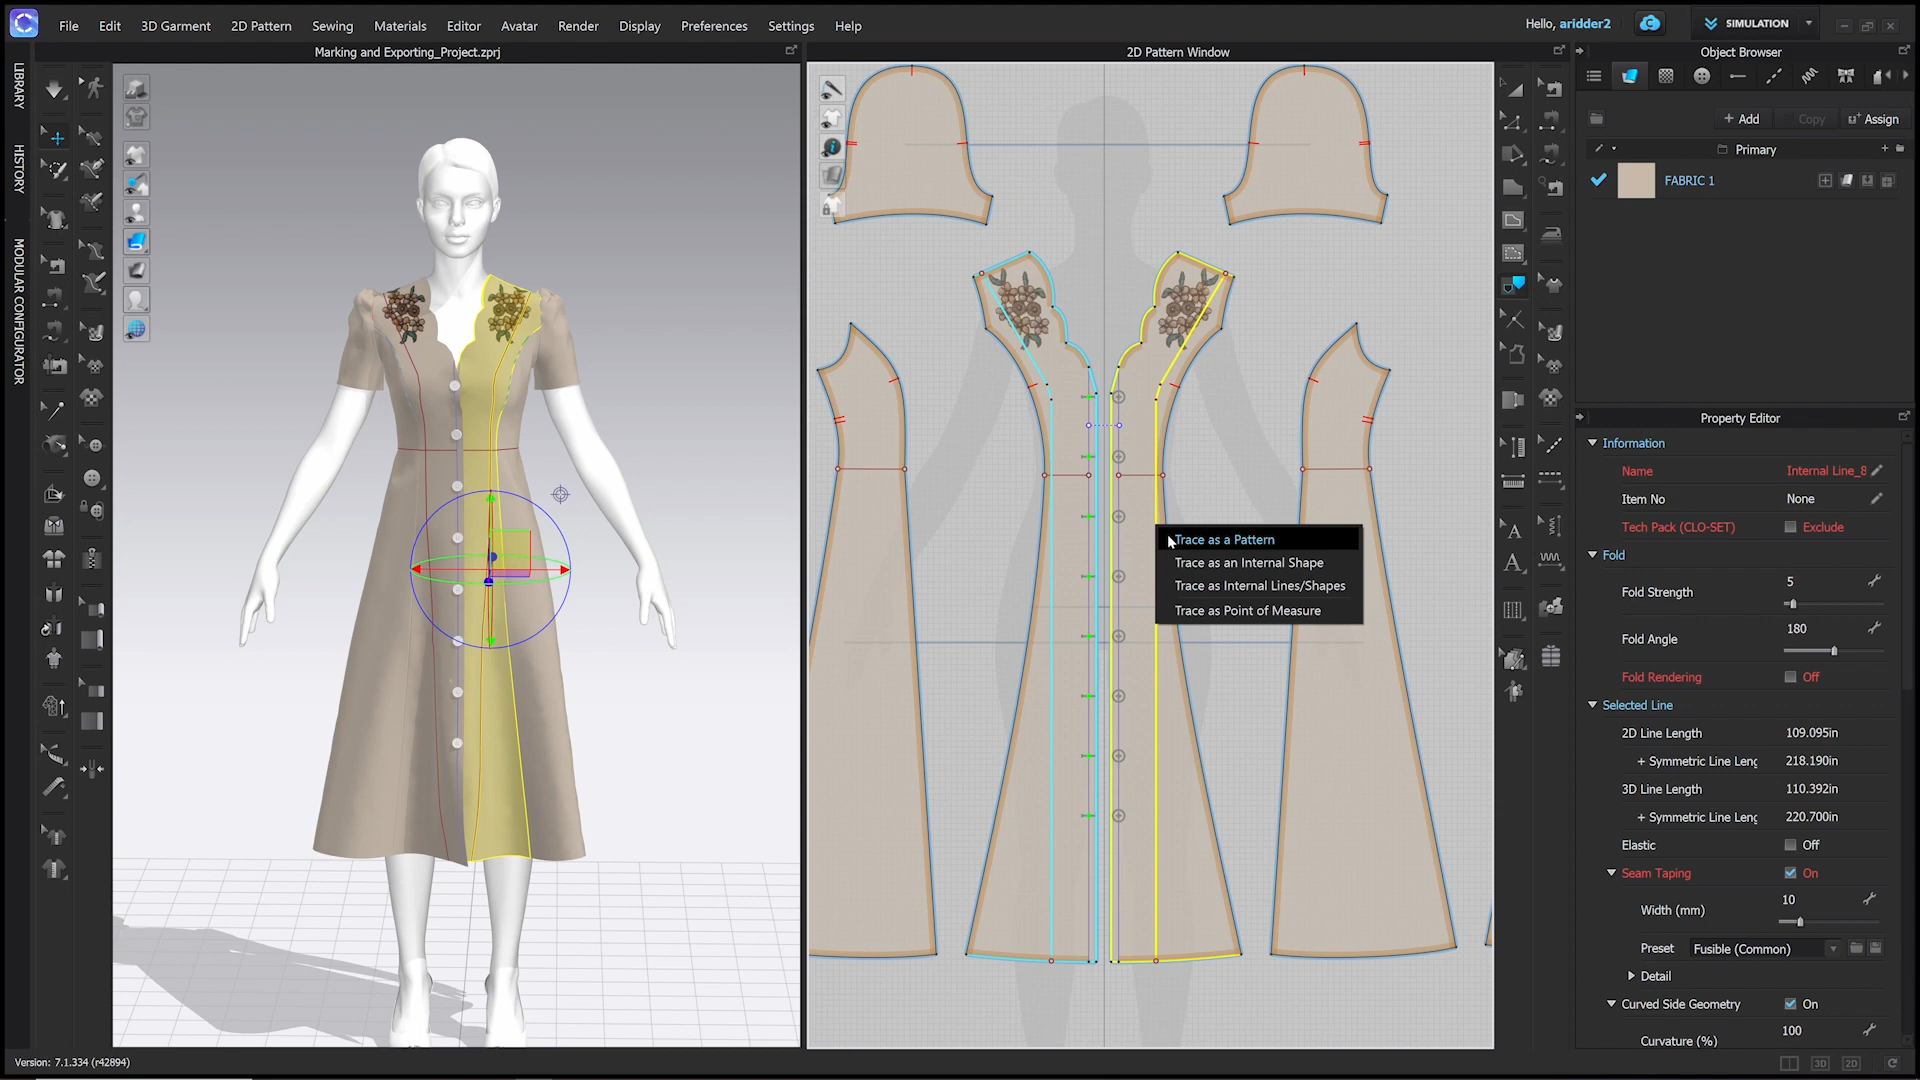 File Edit 3D Garment 2D Pattern Sewing Materials Editor Avatar Render Display Preferences Settings Help
Hello, aridder2
SIMULATION
Marking and Exporting_Project.zprj
2D Pattern Window
Object Browser
LIBRARY
HISTORY
MODULAR CONFIGURATOR
+ Add
Copy
Assign
Primary
FABRIC 1
Trace as a Pattern
Trace as an Internal Shape
Trace as Internal Lines/Shapes
Trace as Point of Measure
Property Editor
Information
Name Internal Line_8
Item No None
Tech Pack (CLO-SET) Exclude
Fold
Fold Strength 5
Fold Angle 180
Fold Rendering Off
Selected Line
2D Line Length 109.095in
+ Symmetric Line Leng 218.190in
3D Line Length 110.392in
+ Symmetric Line Leng 220.700in
Elastic Off
Seam Taping On
Width (mm) 10
Preset Fusible (Common)
Detail
Curved Side Geometry On
Curvature (%) 100
Version: 7.1.334 (r42894)
3D
2D